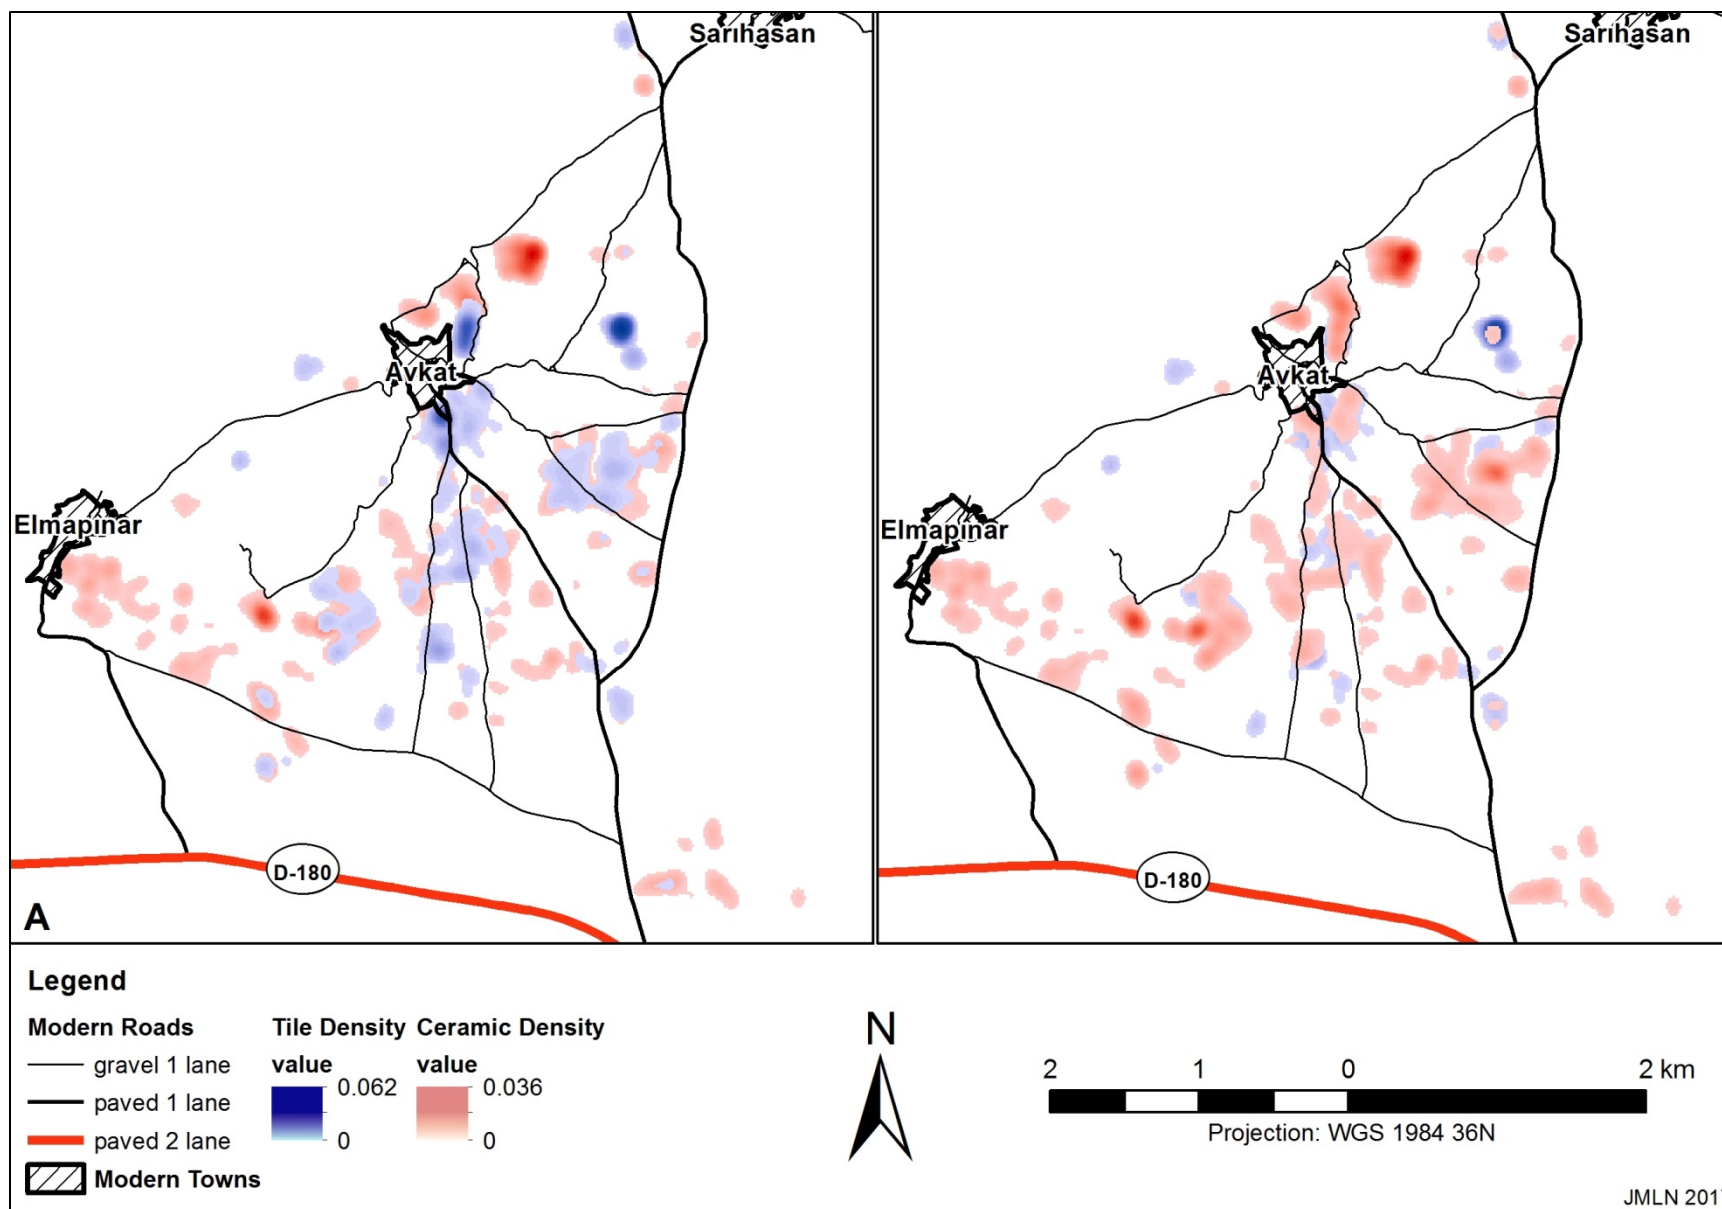 Sarıhasan
Sarıhasan
Avkat
Avkat
Elmapınar
Elmapınar
D-180
D-180
A
Legend
Modern Roads
gravel 1 lane
paved 1 lane
paved 2 lane
Modern Towns
Tile Density
value
0.062
0
Ceramic Density
value
0.036
0
N
2 1 0 2 km
Projection: WGS 1984 36N
JMLN 201